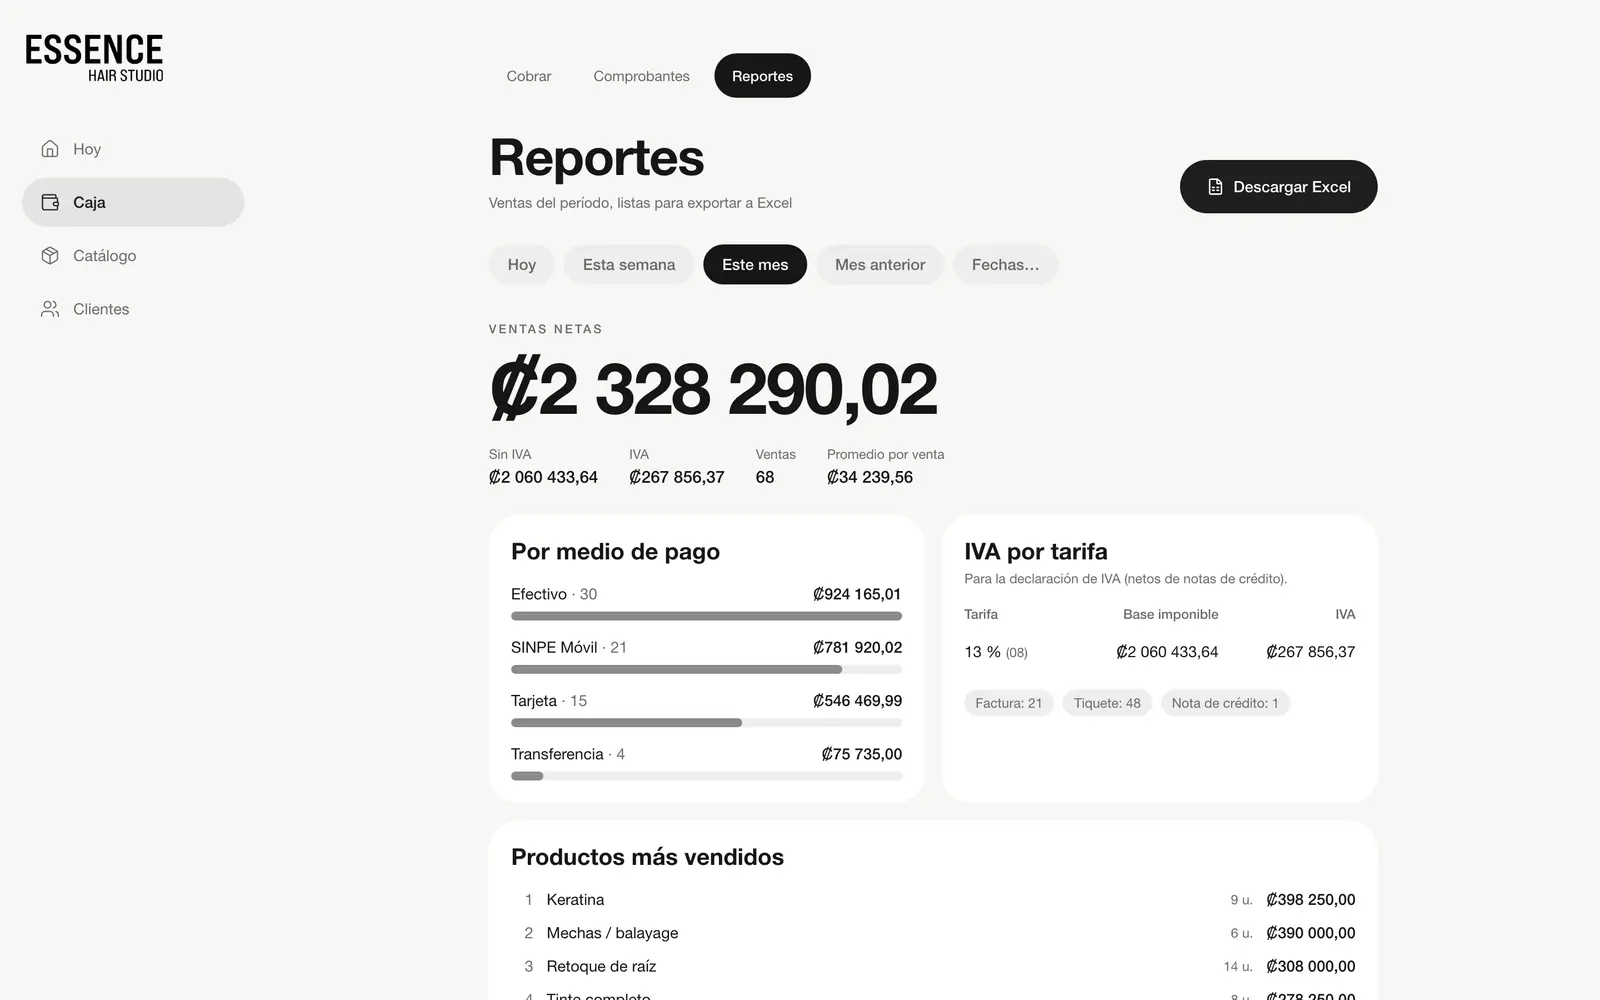 ESSENCE
HAIR STUDIO
Hoy
Caja
Catálogo
Clientes
Cobrar Comprobantes Reportes
Reportes
Ventas del período, listas para exportar a Excel
Descargar Excel
Hoy Esta semana Este mes Mes anterior Fechas...
VENTAS NETAS
₡2 328 290,02
Sin IVA IVA Ventas Promedio por venta
₡2 060 433,64 ₡267 856,37 68 ₡34 239,56
Por medio de pago
Efectivo · 30 ₡924 165,01
SINPE Móvil · 21 ₡781 920,02
Tarjeta · 15 ₡546 469,99
Transferencia · 4 ₡75 735,00
IVA por tarifa
Para la declaración de IVA (netos de notas de crédito).
Tarifa Base imponible IVA
13 % (08) ₡2 060 433,64 ₡267 856,37
Factura: 21 Tiquete: 48 Nota de crédito: 1
Productos más vendidos
1 Keratina 9 u. ₡398 250,00
2 Mechas / balayage 6 u. ₡390 000,00
3 Retoque de raíz 14 u. ₡308 000,00
4 Tinte completo 8 u. ₡278 250,00